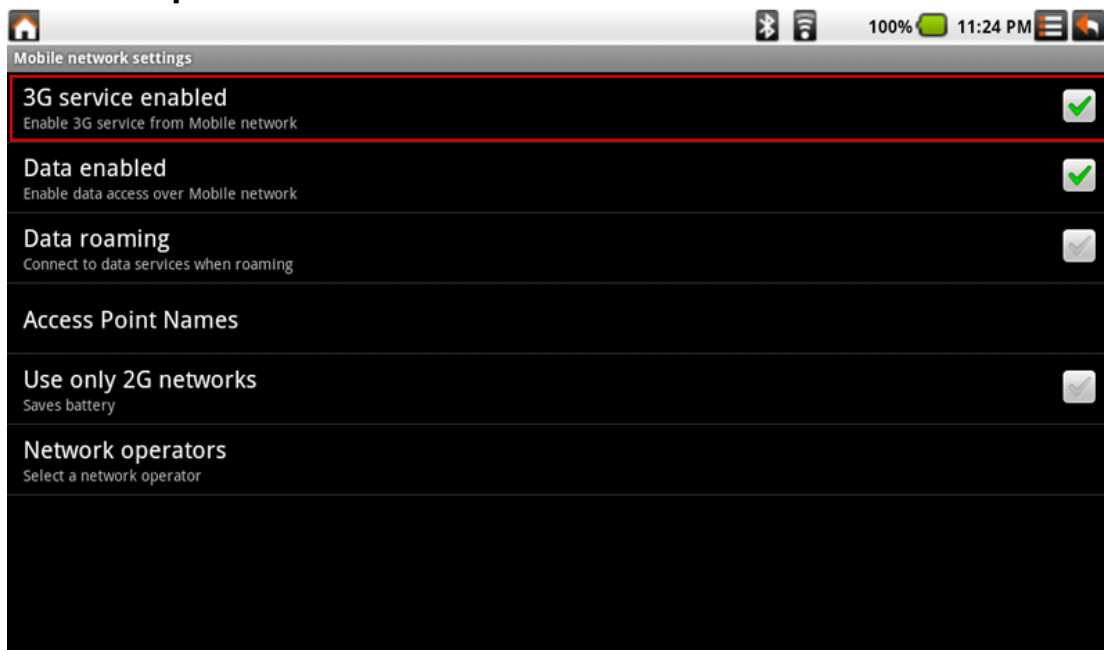 100% 11:24 PM
Mobile network settings
3G service enabled
Enable 3G service from Mobile network
Data enabled
Enable data access over Mobile network
Data roaming
Connect to data services when roaming
Access Point Names
Use only 2G networks
Saves battery
Network operators
Select a network operator